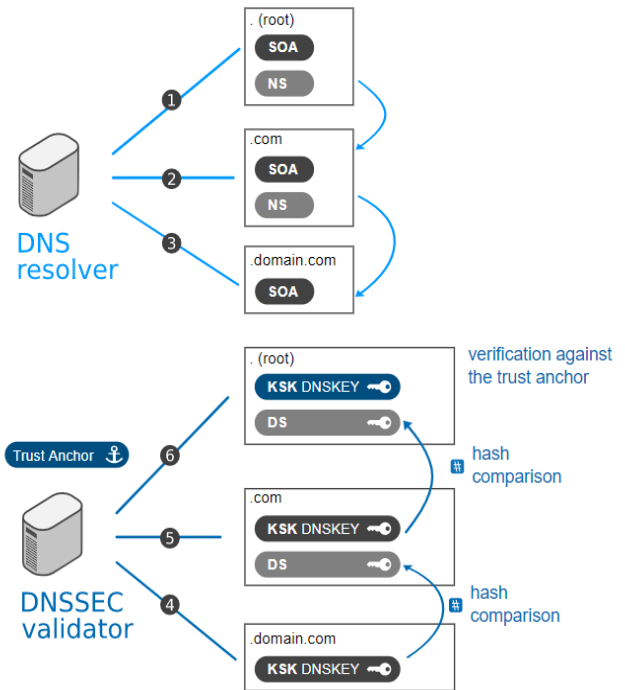 . (root)
SOA
NS
1
.com
SOA
NS
2
3
DNS
resolver
.domain.com
SOA
. (root)
KSK DNSKEY
DS
verification against
the trust anchor
Trust Anchor
6
# hash
comparison
.com
KSK DNSKEY
DS
5
DNSSEC
validator
4
# hash
comparison
.domain.com
KSK DNSKEY